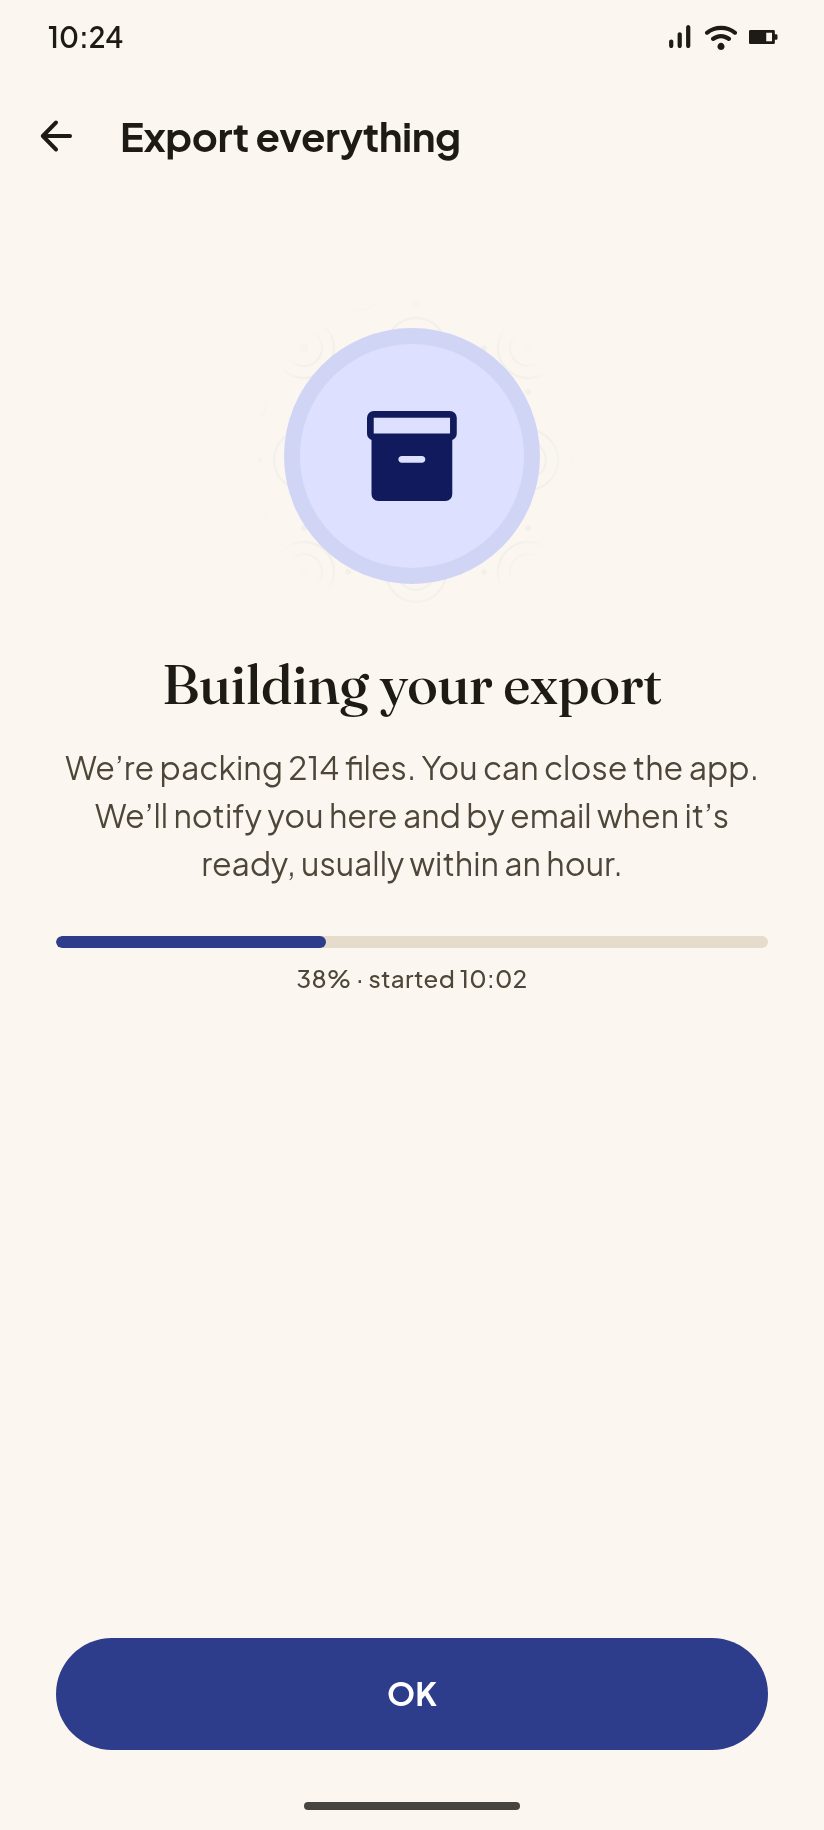 10:24
Export everything
Building your export
We’re packing 214 files. You can close the app.
We’ll notify you here and by email when it’s
ready, usually within an hour.
38% · started 10:02
OK